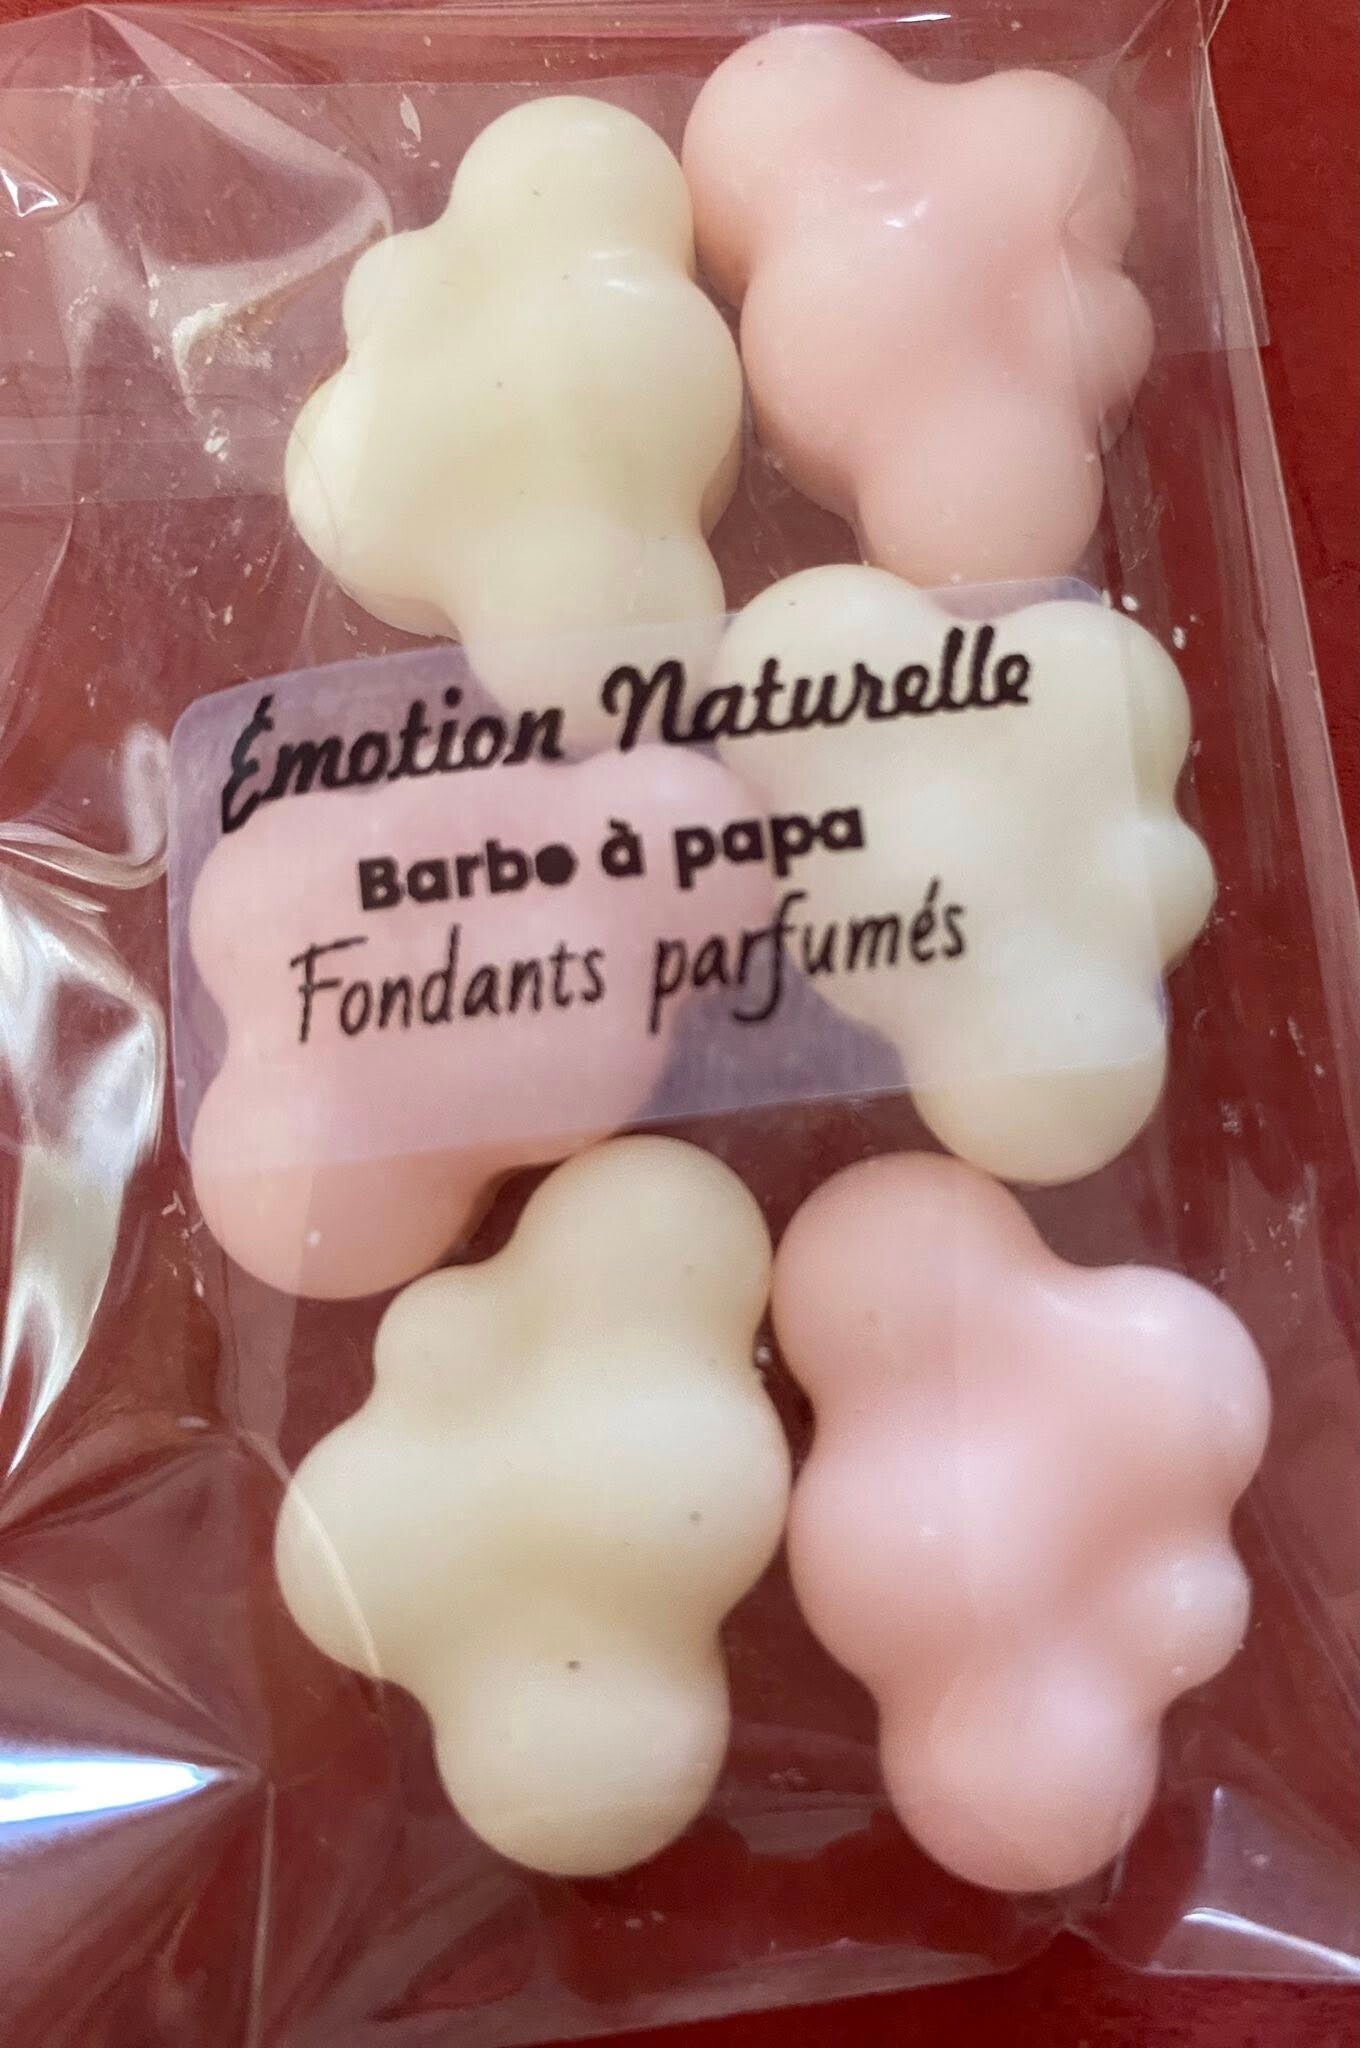 Émotion Naturelle
Barbe à papa
Fondants parfumés